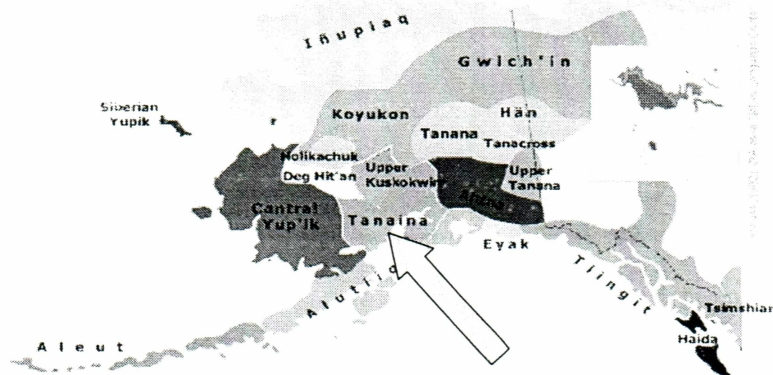 Iñupiaq
Gwich'in
Siberian
Yupik
Koyukon
Hän
Tanana
Tanacross
Holikachuk
Deg Hit'an
Upper
Kuskokwim
Upper
Tanana
Ahtna
Central
Yup'ik
Tanaina
Eyak
Alutiiq
Tlingit
Tsimshian
Haida
Aleut